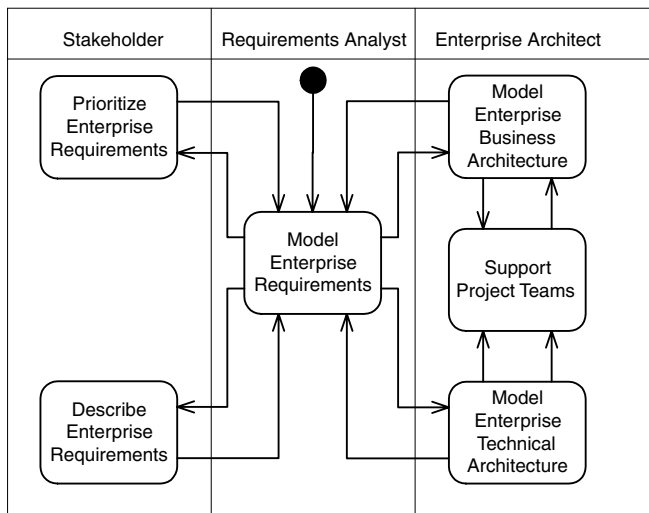 Stakeholder
Requirements Analyst
Enterprise Architect
Prioritize
Enterprise
Requirements
Model
Enterprise
Business
Architecture
Model
Enterprise
Requirements
Support
Project Teams
Describe
Enterprise
Requirements
Model
Enterprise
Technical
Architecture